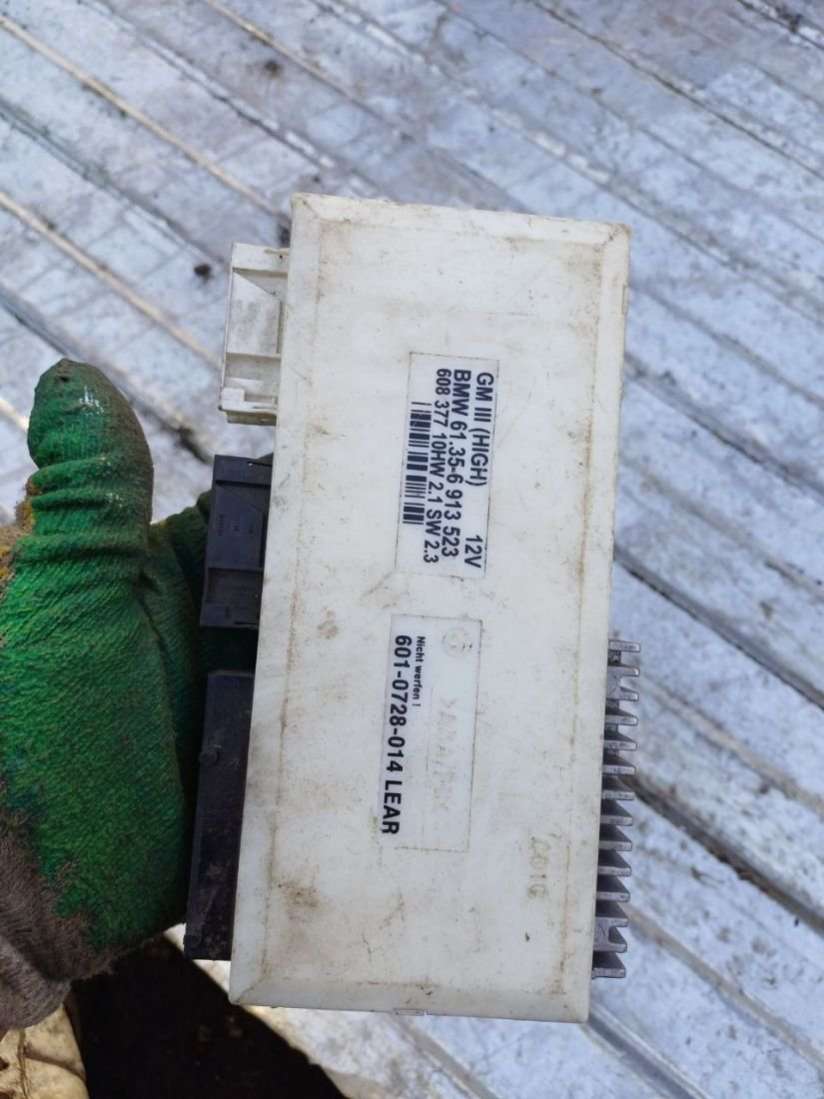 GM III (HIGH) 12V
BMW 61.35-6 913 523
608 377 10HW 2.1 SW 2.3
Nicht werfen !
601-0728-014 LEAR